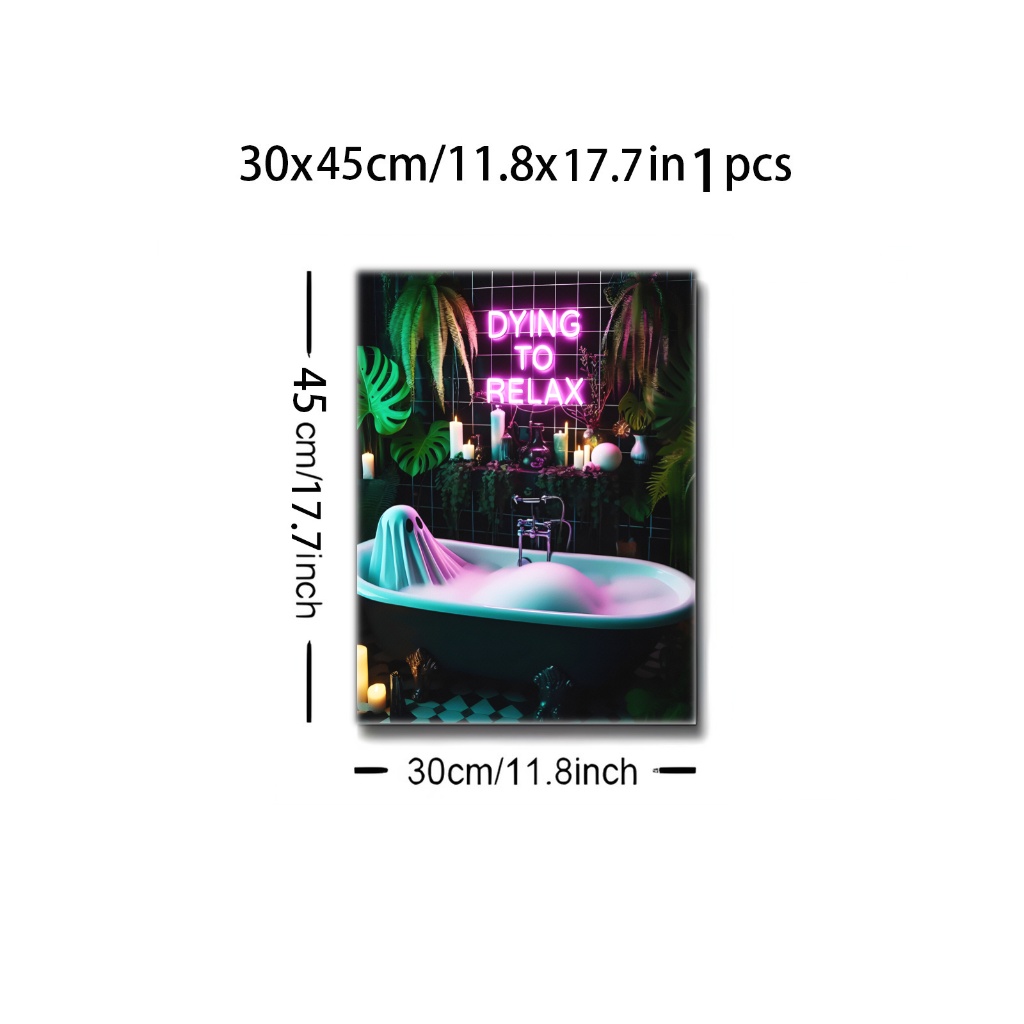 30x45cm/11.8x17.7in 1 pcs
DYING
TO
RELAX
45 cm/17.7inch
30cm/11.8inch